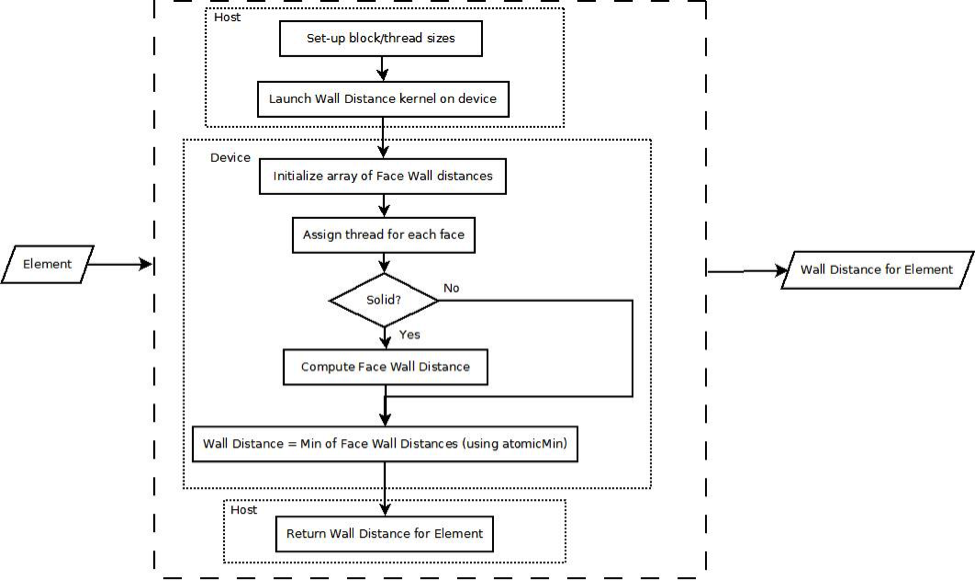 Host
Set-up block/thread sizes
Launch Wall Distance kernel on device
Device
Initialize array of Face Wall distances
Assign thread for each face
Element
Wall Distance for Element
Solid?
No
Yes
Compute Face Wall Distance
Wall Distance = Min of Face Wall Distances (using atomicMin)
Host
Return Wall Distance for Element